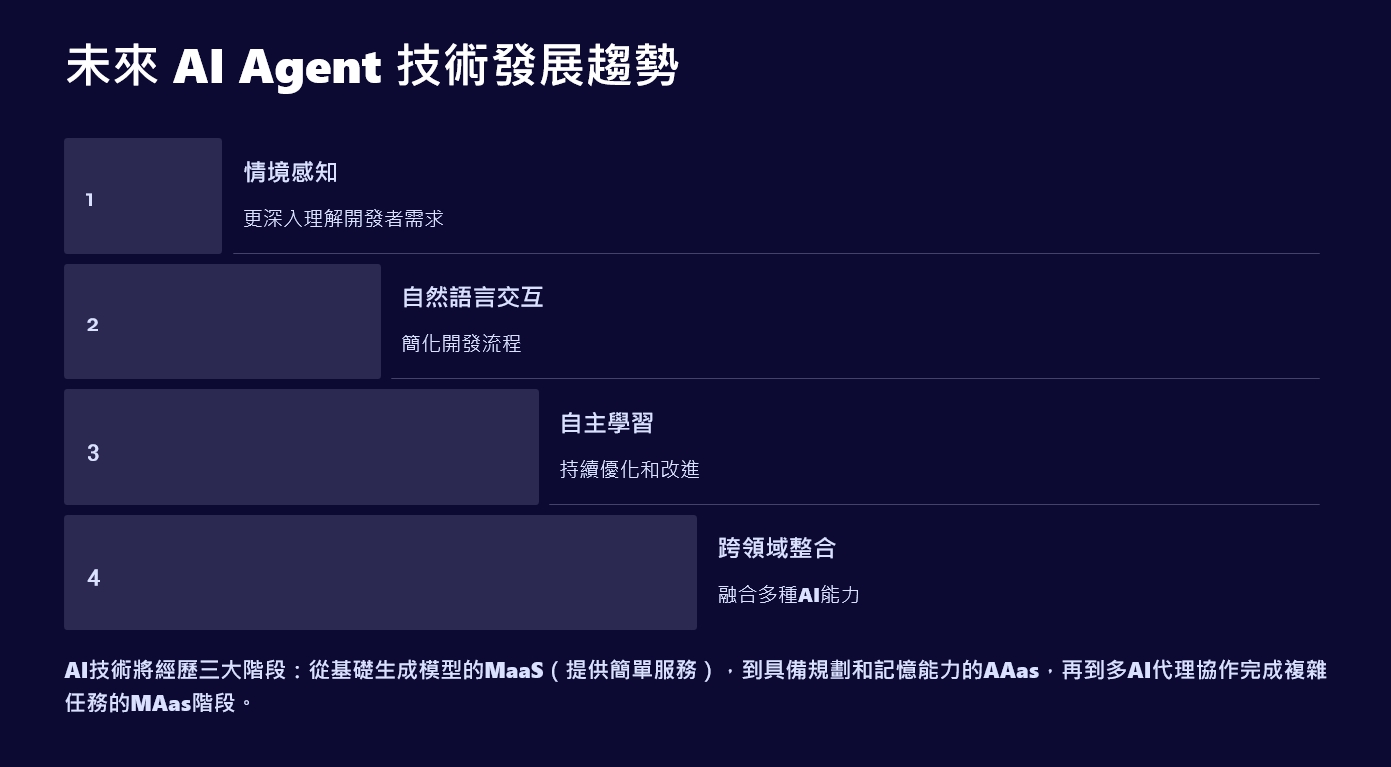 未來 AI Agent 技術發展趨勢
1
情境感知
更深入理解開發者需求
2
自然語言交互
簡化開發流程
3
自主學習
持續優化和改進
4
跨領域整合
融合多種AI能力
AI技術將經歷三大階段：從基礎生成模型的MaaS（提供簡單服務），到具備規劃和記憶能力的AAas，再到多AI代理協作完成複雜
任務的MAas階段。